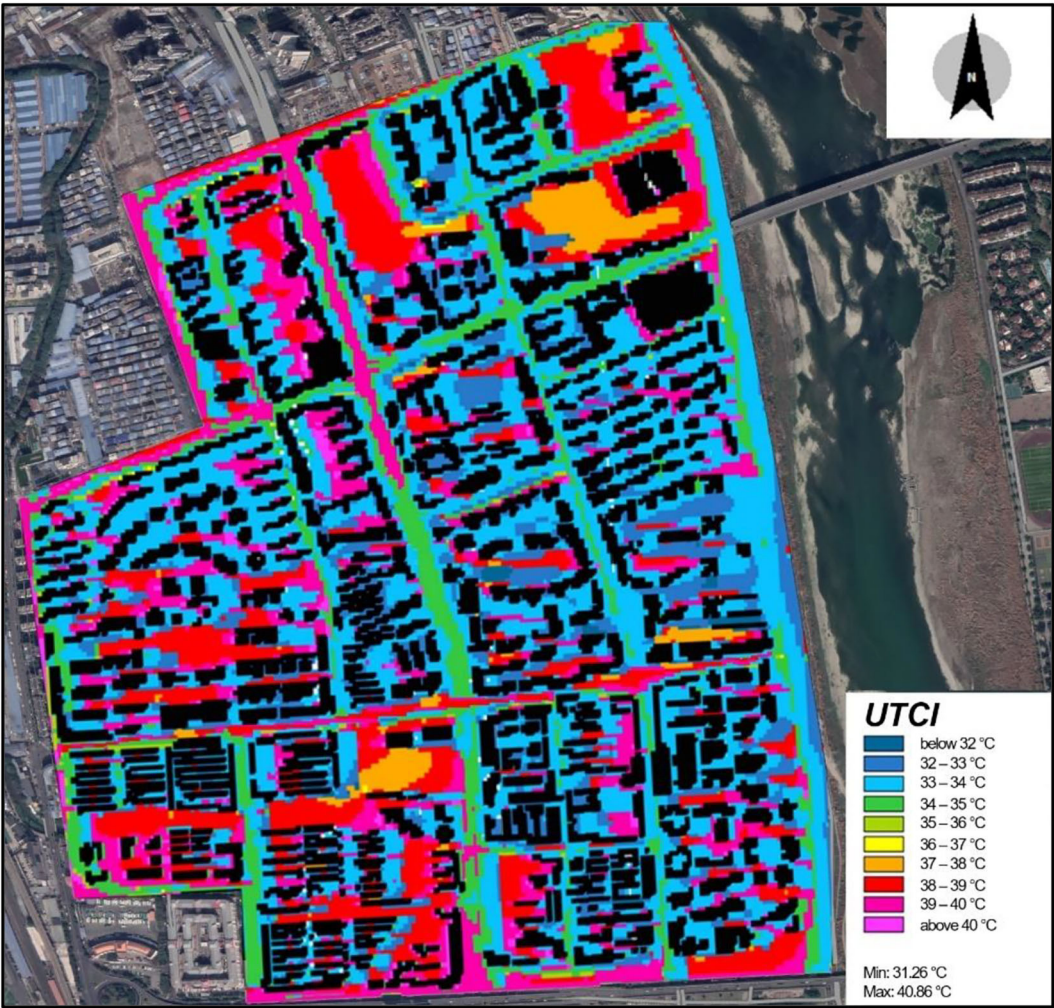 N
UTCI
below 32 °C
32 – 33 °C
33 – 34 °C
34 – 35 °C
35 – 36 °C
36 – 37 °C
37 – 38 °C
38 – 39 °C
39 – 40 °C
above 40 °C
Min: 31.26 °C
Max: 40.86 °C